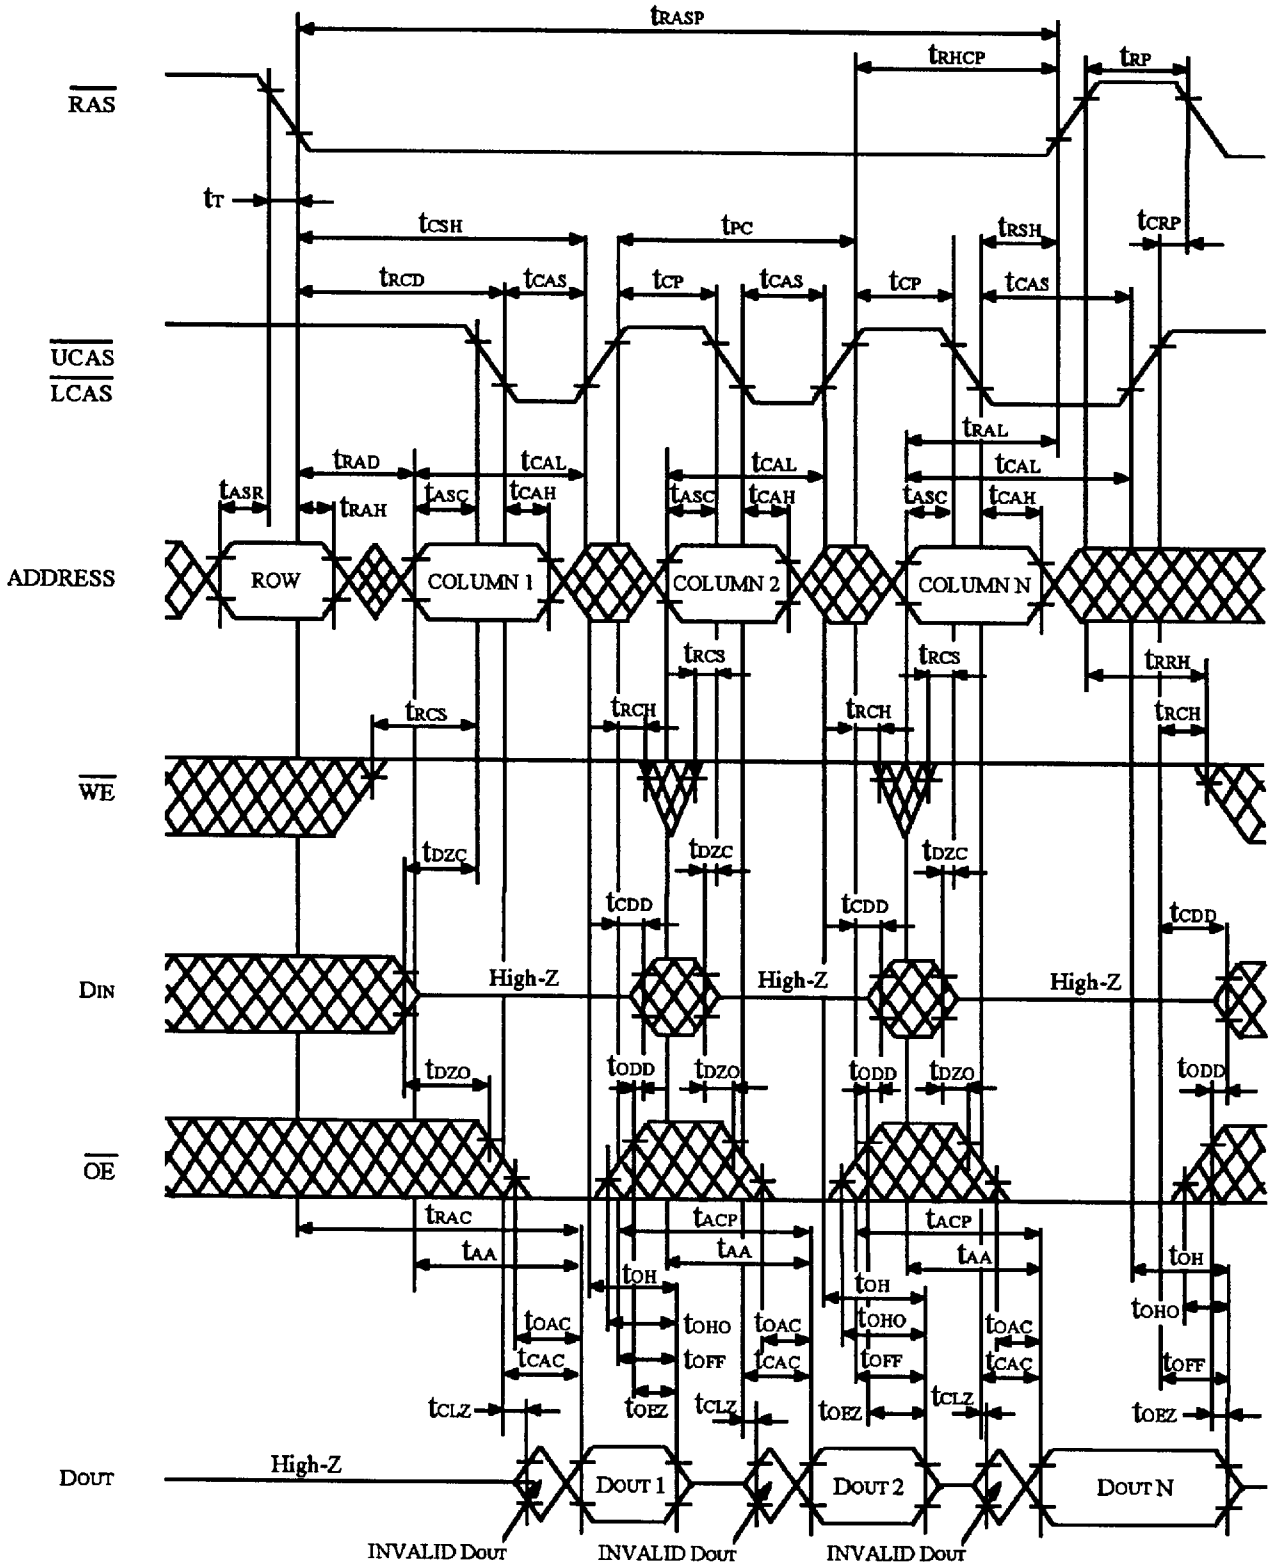 tRASP
tRHCP
tRP
RAS
tT
tCSH
tPC
tRSH
tCRP
tRCD
tCAS
tCP
tCAS
tCP
tCAS
UCAS
LCAS
tRAL
tRAD
tCAL
tCAL
tCAL
tASR
tRAH
tASC
tCAH
tASC
tCAH
tASC
tCAH
ADDRESS
ROW
COLUMN 1
COLUMN 2
COLUMN N
tRCS
tRCS
tRRH
tRCS
tRCH
tRCH
tRCH
WE
tDZC
tDZC
tDZC
tCDD
tCDD
tCDD
DIN
High-Z
High-Z
High-Z
tDZO
tODD
tDZO
tODD
tDZO
tODD
OE
tRAC
tACP
tACP
tAA
tAA
tAA
tOH
tOH
tOH
tOHO
tOHO
tOHO
tOAC
tOAC
tOAC
tCAC
tOFF
tCAC
tOFF
tCAC
tOFF
tCLZ
tOEZ
tCLZ
tOEZ
tCLZ
tOEZ
DOUT
High-Z
DOUT 1
DOUT 2
DOUT N
INVALID DOUT
INVALID DOUT
INVALID DOUT